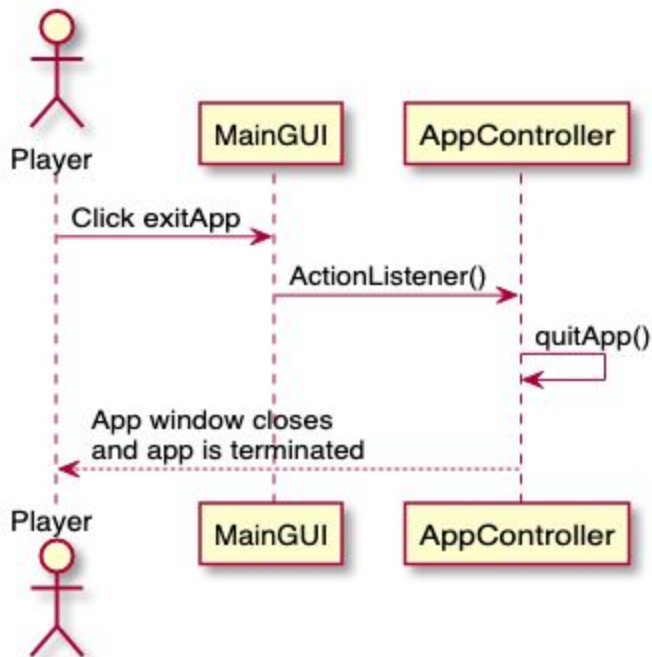 Player
MainGUI
AppController
Click exitApp
ActionListener()
quitApp()
App window closes
and app is terminated
Player
MainGUI
AppController